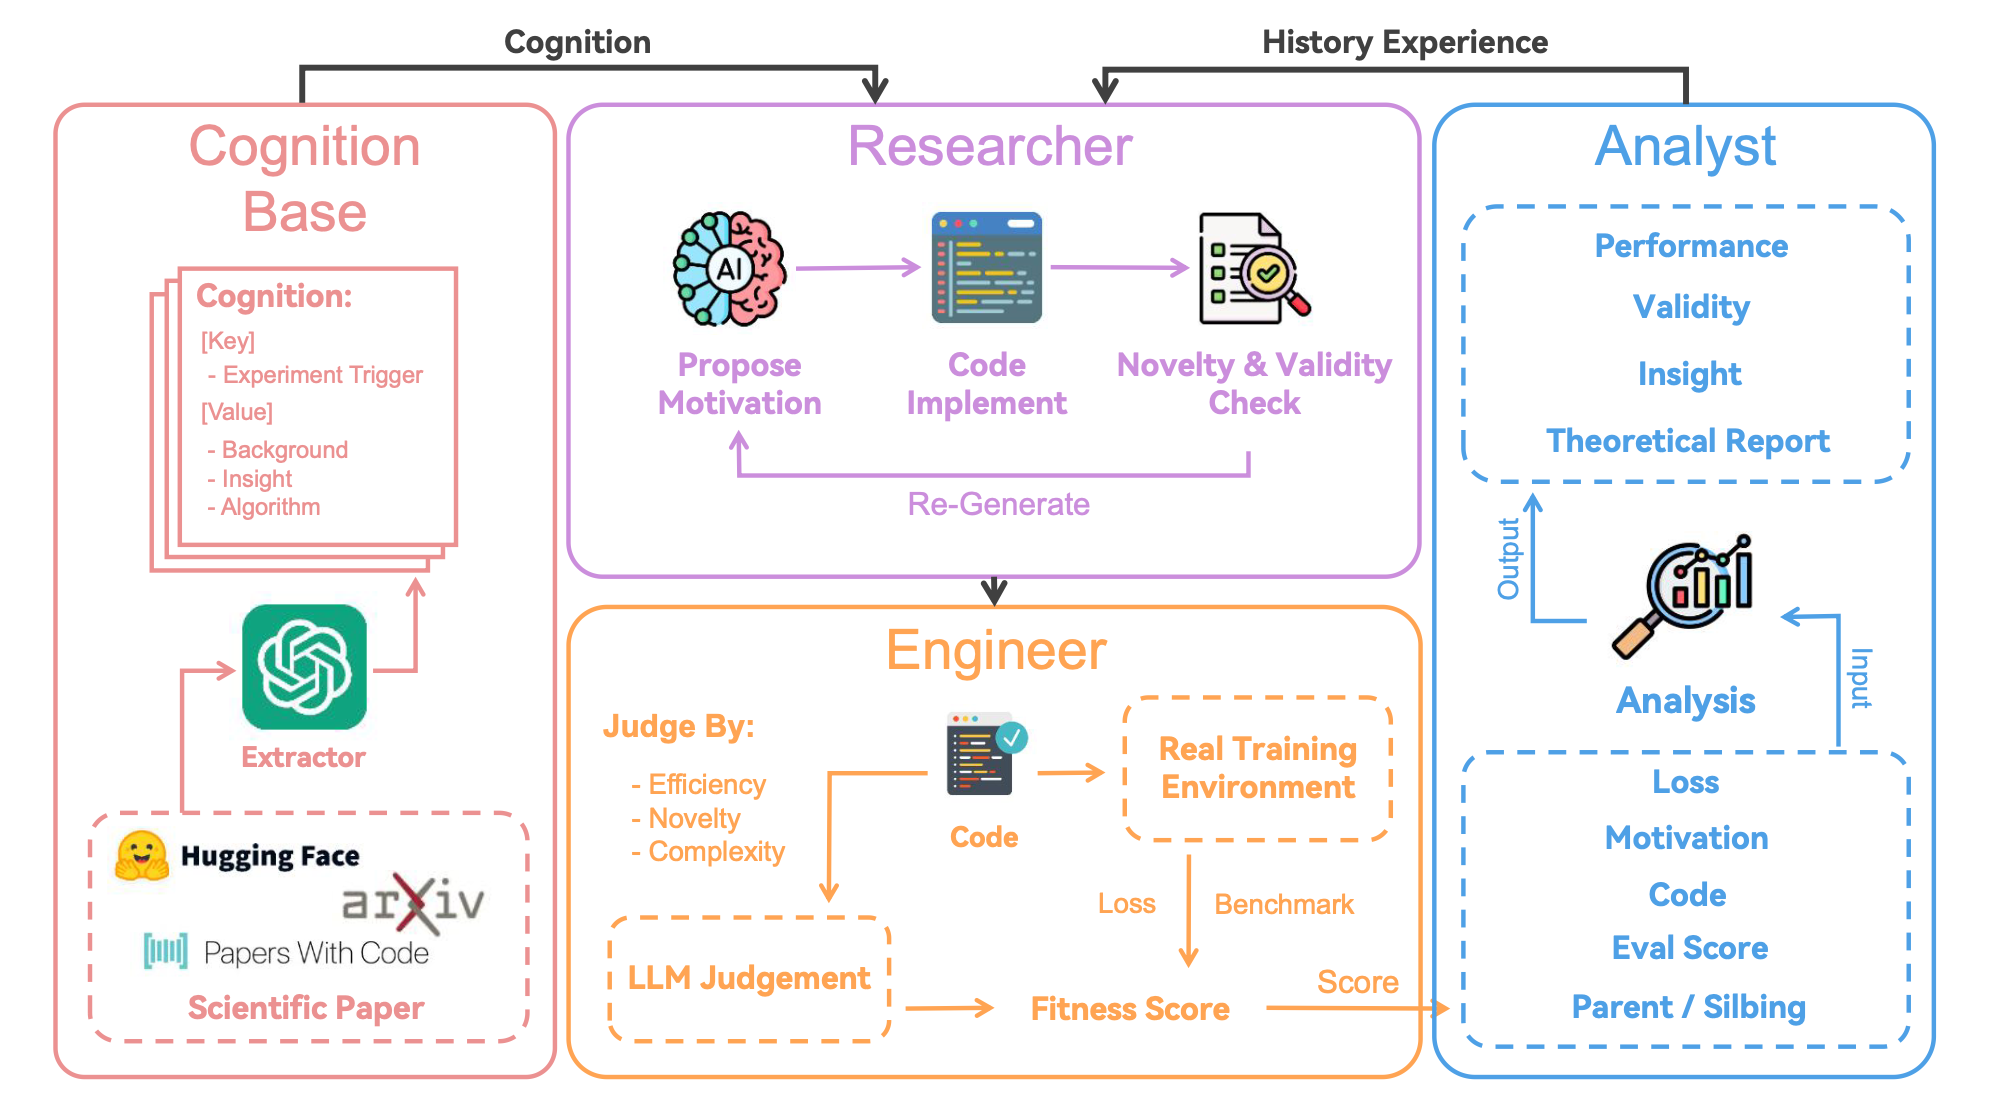 Cognition
History Experience
Cognition
Base
Cognition:
[Key]
- Experiment Trigger
[Value]
- Background
- Insight
- Algorithm
Extractor
Hugging Face
arXiv
Papers With Code
Scientific Paper
Researcher
AI
Propose
Motivation
Code
Implement
Novelty & Validity
Check
Re-Generate
Engineer
Judge By:
- Efficiency
- Novelty
- Complexity
Code
Real Training
Environment
Loss
Benchmark
LLM Judgement
Fitness Score
Score
Analyst
Performance
Validity
Insight
Theoretical Report
Output
Analysis
Input
Loss
Motivation
Code
Eval Score
Parent / Silbing